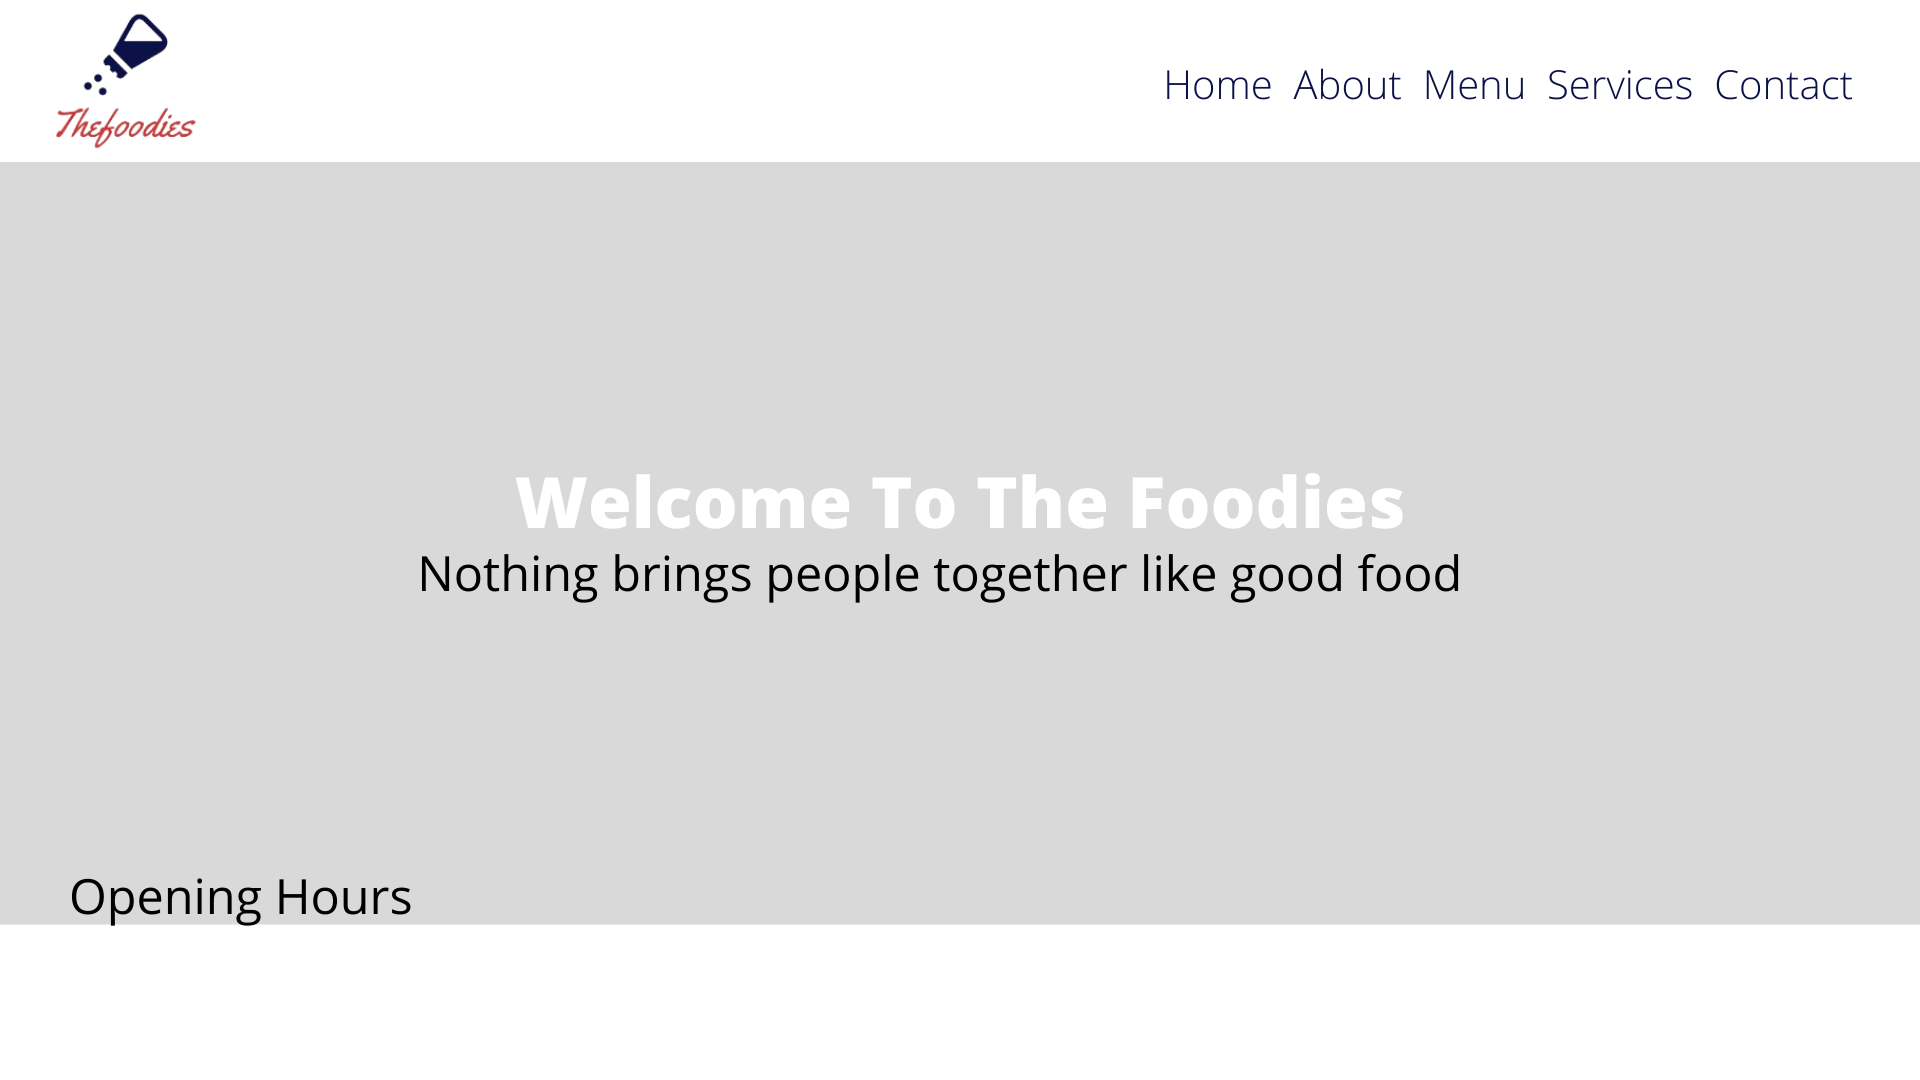 Thefoodies
Home About Menu Services Contact
Welcome To The Foodies
Nothing brings people together like good food
Opening Hours